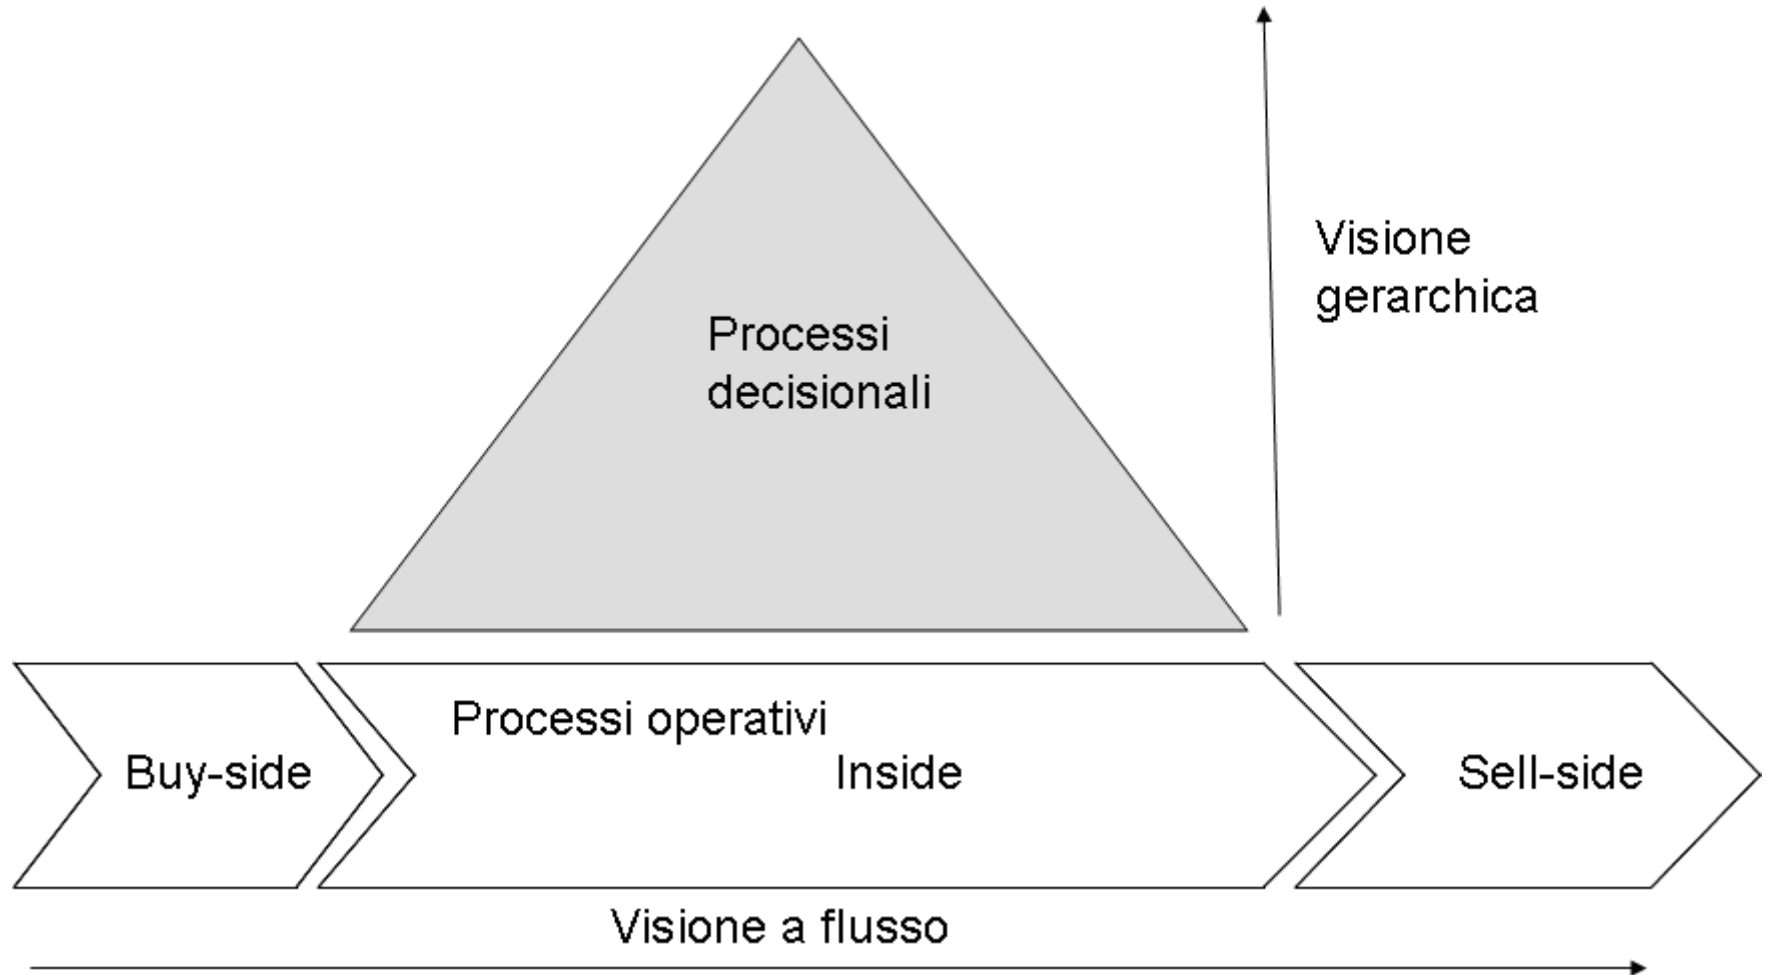 Visione
gerarchica
Processi
decisionali
Processi operativi
Buy-side
Inside
Sell-side
Visione a flusso